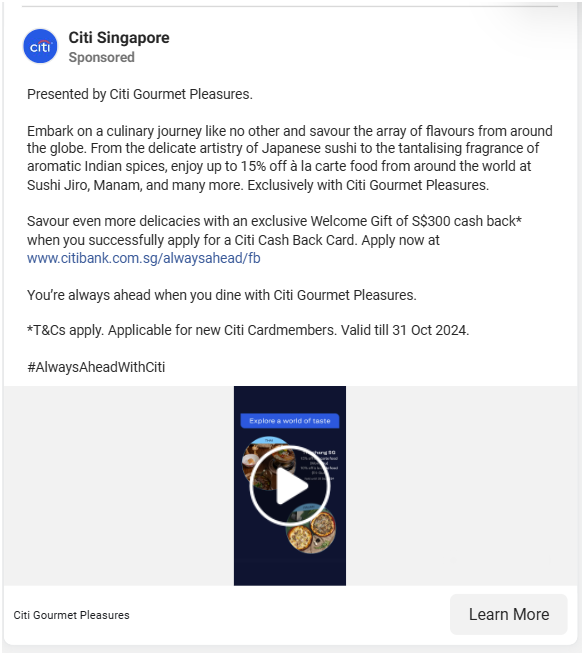 citi
Citi Singapore
Sponsored
Presented by Citi Gourmet Pleasures.
Embark on a culinary journey like no other and savour the array of flavours from around
the globe. From the delicate artistry of Japanese sushi to the tantalising fragrance of
aromatic Indian spices, enjoy up to 15% off à la carte food from around the world at
Sushi Jiro, Manam, and many more. Exclusively with Citi Gourmet Pleasures.
Savour even more delicacies with an exclusive Welcome Gift of S$300 cash back*
when you successfully apply for a Citi Cash Back Card. Apply now at
www.citibank.com.sg/alwaysahead/fb
You’re always ahead when you dine with Citi Gourmet Pleasures.
*T&Cs apply. Applicable for new Citi Cardmembers. Valid till 31 Oct 2024.
#AlwaysAheadWithCiti
Explore a world of taste
Citi Gourmet Pleasures
Learn More